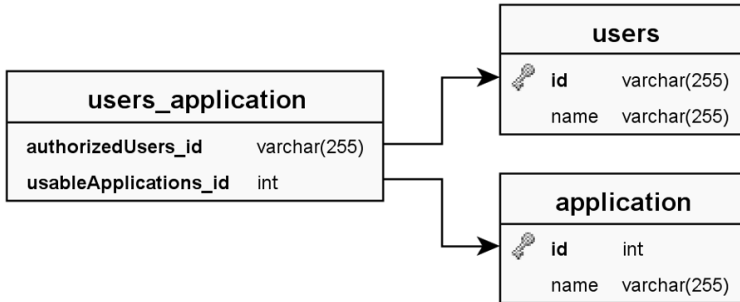 users_application
authorizedUsers_id varchar(255)
usableApplications_id int
users
id varchar(255)
name varchar(255)
application
id int
name varchar(255)